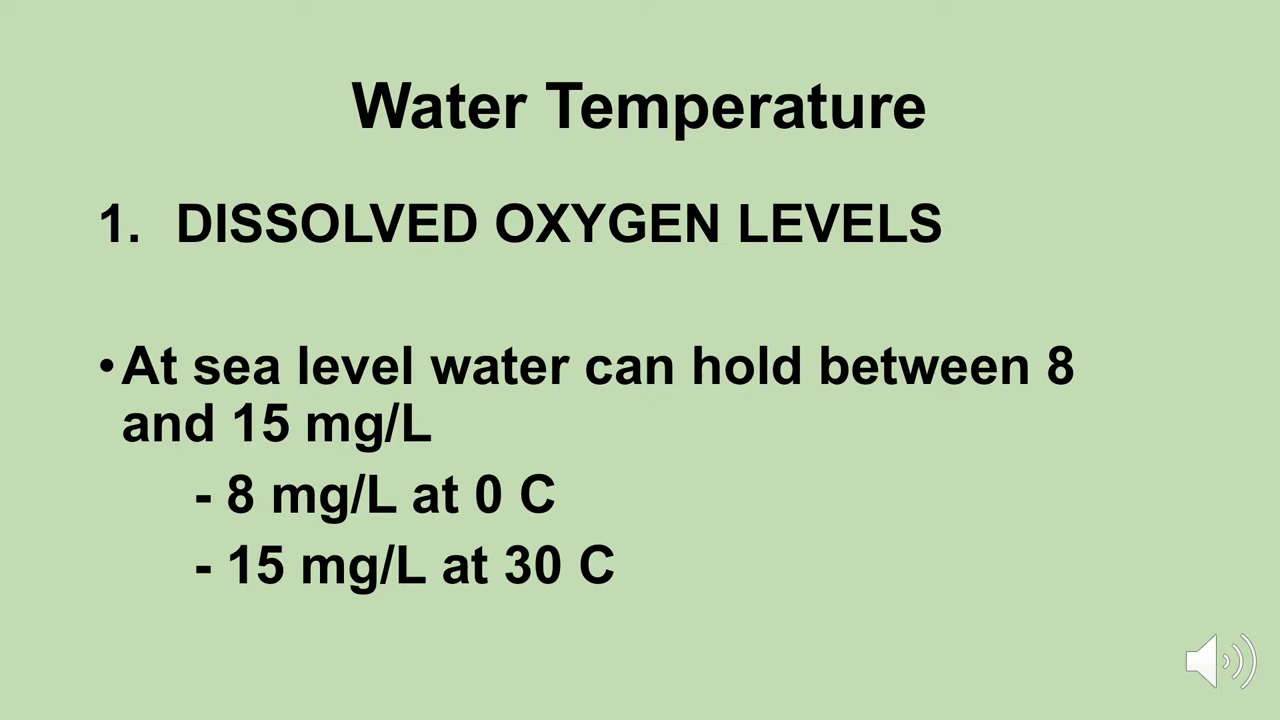 Water Temperature
1. DISSOLVED OXYGEN LEVELS
•At sea level water can hold between 8
and 15 mg/L
- 8 mg/L at 0 C
- 15 mg/L at 30 C